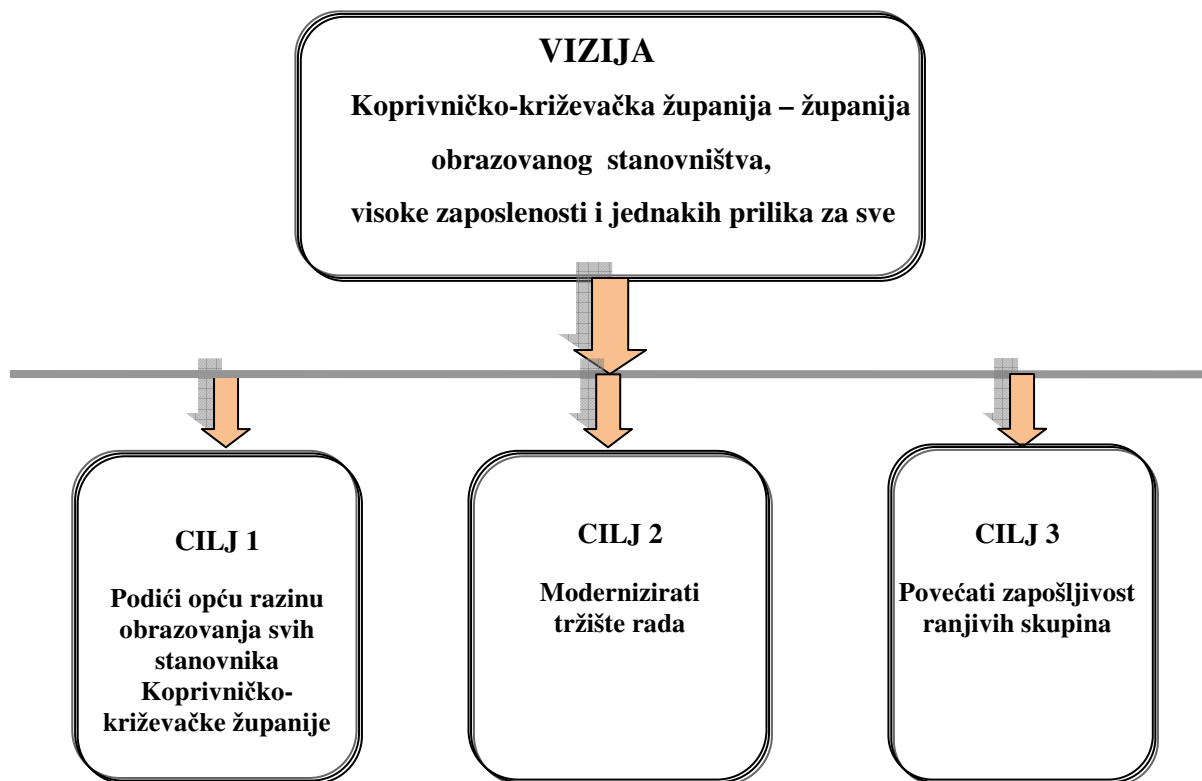 VIZIJA
Koprivničko-križevačka županija – županija
obrazovanog stanovništva,
visoke zaposlenosti i jednakih prilika za sve
CILJ 1
Podići opću razinu
obrazovanja svih
stanovnika
Koprivničko-
križevačke županije
CILJ 2
Modernizirati
tržište rada
CILJ 3
Povećati zapošljivost
ranjivih skupina